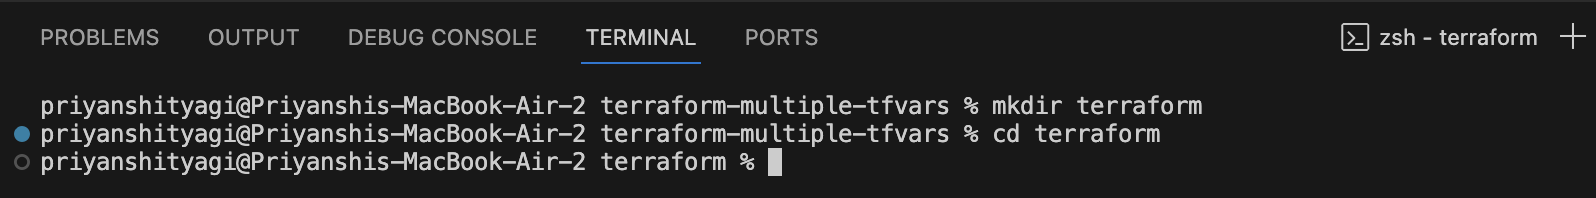 PROBLEMS OUTPUT DEBUG CONSOLE TERMINAL PORTS zsh - terraform
priyanshityagi@Priyanshis-MacBook-Air-2 terraform-multiple-tfvars % mkdir terraform
priyanshityagi@Priyanshis-MacBook-Air-2 terraform-multiple-tfvars % cd terraform
priyanshityagi@Priyanshis-MacBook-Air-2 terraform %